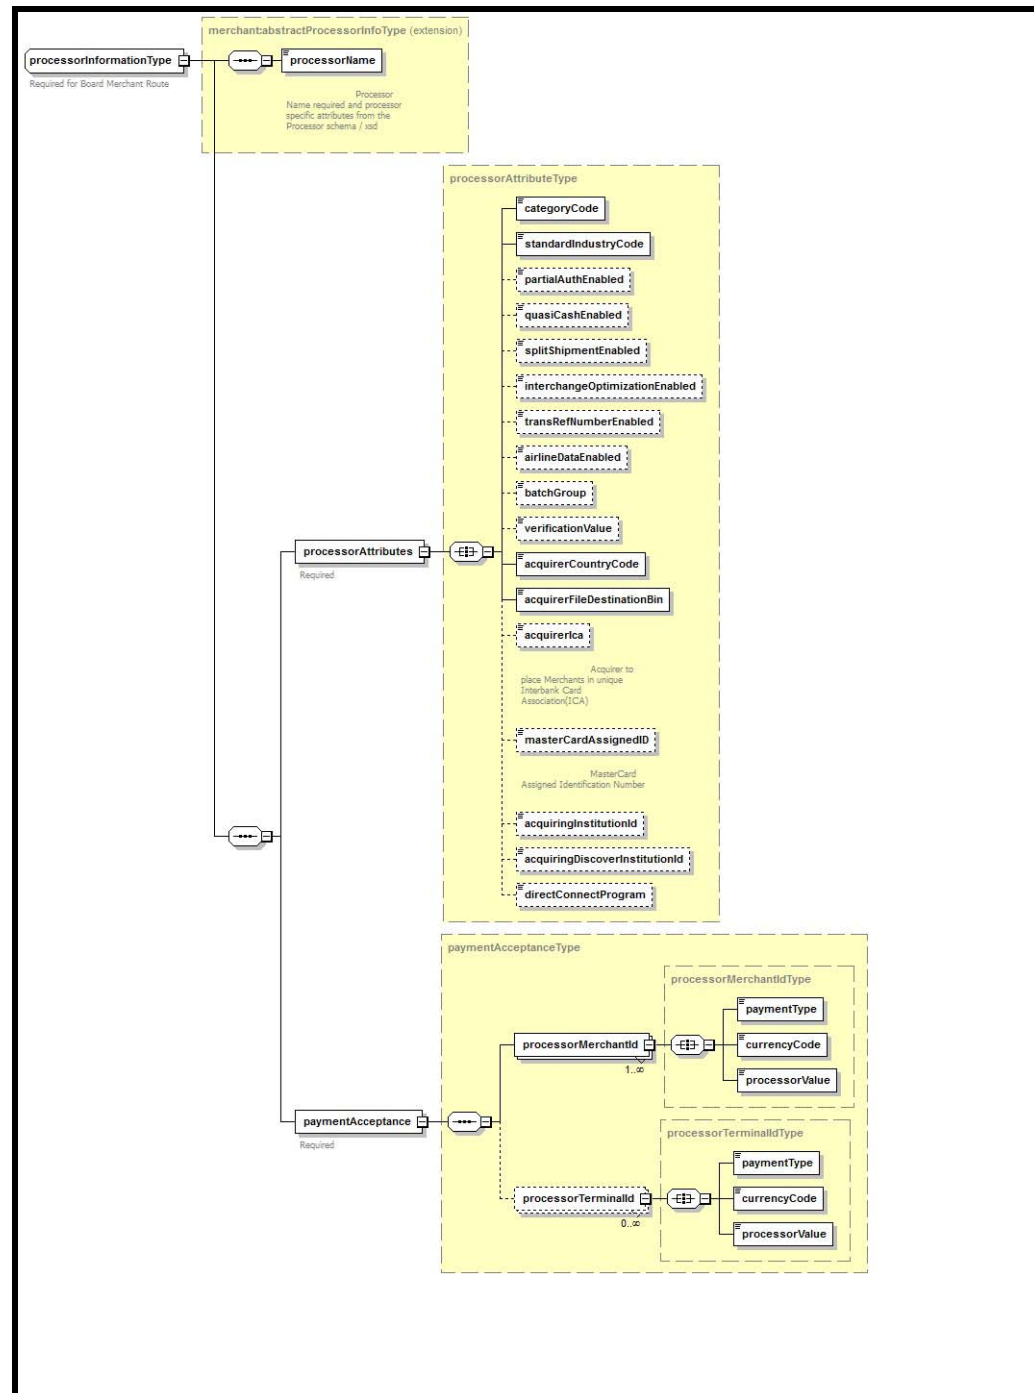 merchant:abstractProcessorInfoType (extension)
processorInformationType
processorName
Required for Board Merchant Route
Processor
Name required and processor
specific attributes from the
Processor schema / xsd
processorAttributeType
categoryCode
standardIndustryCode
partialAuthEnabled
quasiCashEnabled
splitShipmentEnabled
interchangeOptimizationEnabled
transRefNumberEnabled
airlineDataEnabled
batchGroup
verificationValue
processorAttributes
Required
acquirerCountryCode
acquirerFileDestinationBin
acquirerIca
Acquirer to
place Merchants in unique
Interbank Card
Association(ICA)
masterCardAssignedID
MasterCard
Assigned Identification Number
acquiringInstitutionId
acquiringDiscoverInstitutionId
directConnectProgram
paymentAcceptanceType
processorMerchantIdType
paymentType
processorMerchantId
1..∞
currencyCode
processorValue
paymentAcceptance
Required
processorTerminalIdType
paymentType
processorTerminalId
0..∞
currencyCode
processorValue